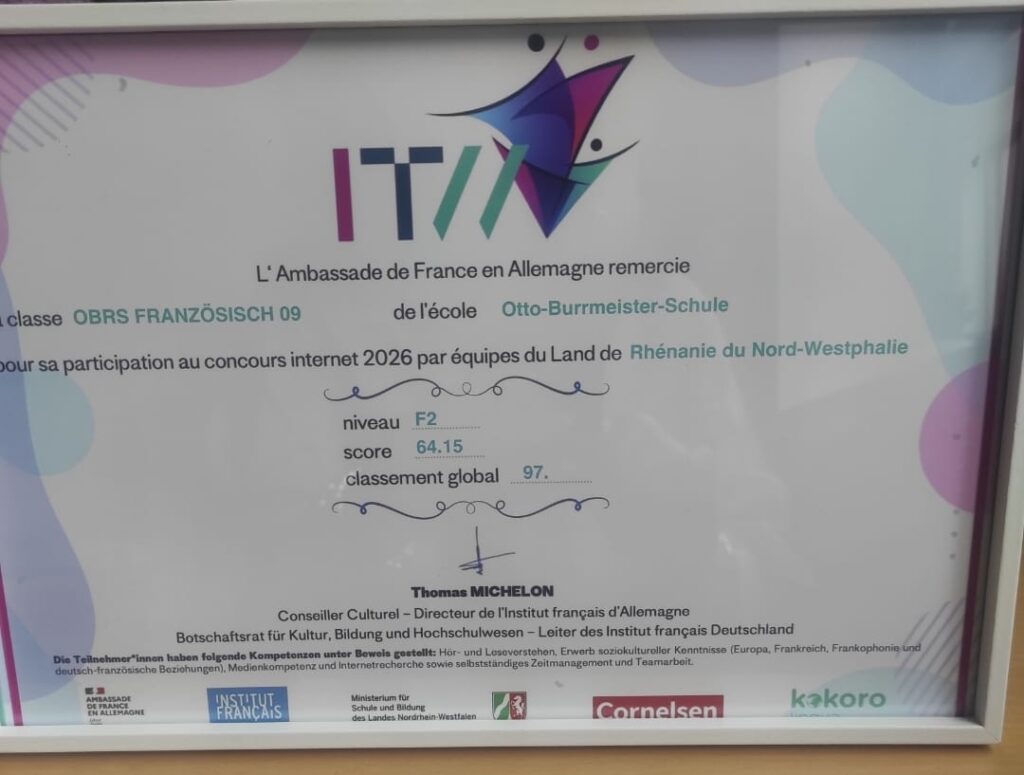 IT//
L' Ambassade de France en Allemagne remercie
classe OBRS FRANZÖSISCH 09 de l'école Otto-Burrmeister-Schule
pour sa participation au concours internet 2026 par équipes du Land de Rhénanie du Nord-Westphalie
niveau F2
score 64.15
classement global 97.
Thomas MICHELON
Conseiller Culturel – Directeur de l'Institut français d'Allemagne
Botschaftsrat für Kultur, Bildung und Hochschulwesen – Leiter des Institut français Deutschland
Die Teilnehmer*innen haben folgende Kompetenzen unter Beweis gestellt: Hör- und Leseverstehen, Erwerb soziokultureller Kenntnisse (Europa, Frankreich, Frankophonie und
deutsch-französische Beziehungen), Medienkompetenz und Internetrecherche sowie selbstständiges Zeitmanagement und Teamarbeit.
AMBASSADE
DE FRANCE
EN ALLEMAGNE
INSTITUT
FRANÇAIS
Ministerium für
Schule und Bildung
des Landes Nordrhein-Westfalen
Cornelsen
kokoro